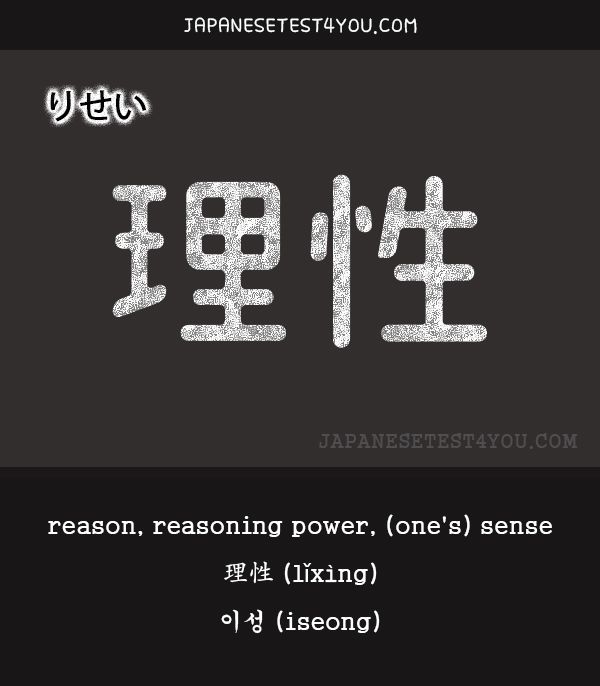 JAPANESETEST4YOU.COM
りせい
理性
JAPANESETEST4YOU.COM
reason, reasoning power, (one's) sense
理性 (lǐxìng)
이성 (iseong)